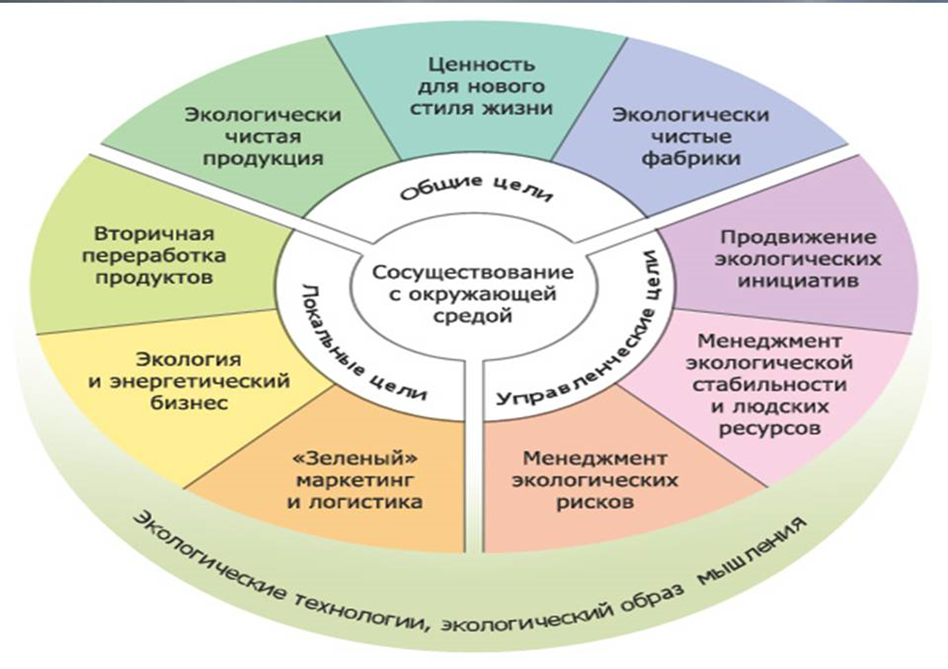 Ценность
для нового
стиля жизни
Экологически
чистая
продукция
Экологически
чистые
фабрики
Общие цели
Вторичная
переработка
продуктов
Продвижение
экологических
инициатив
Сосуществование
с окружающей
средой
Локальные цели
Управленческие цели
Экология
и энергетический
бизнес
Менеджмент
экологической
стабильности
и людских
ресурсов
«Зеленый»
маркетинг
и логистика
Менеджмент
экологических
рисков
Экологические технологии, экологический образ мышления